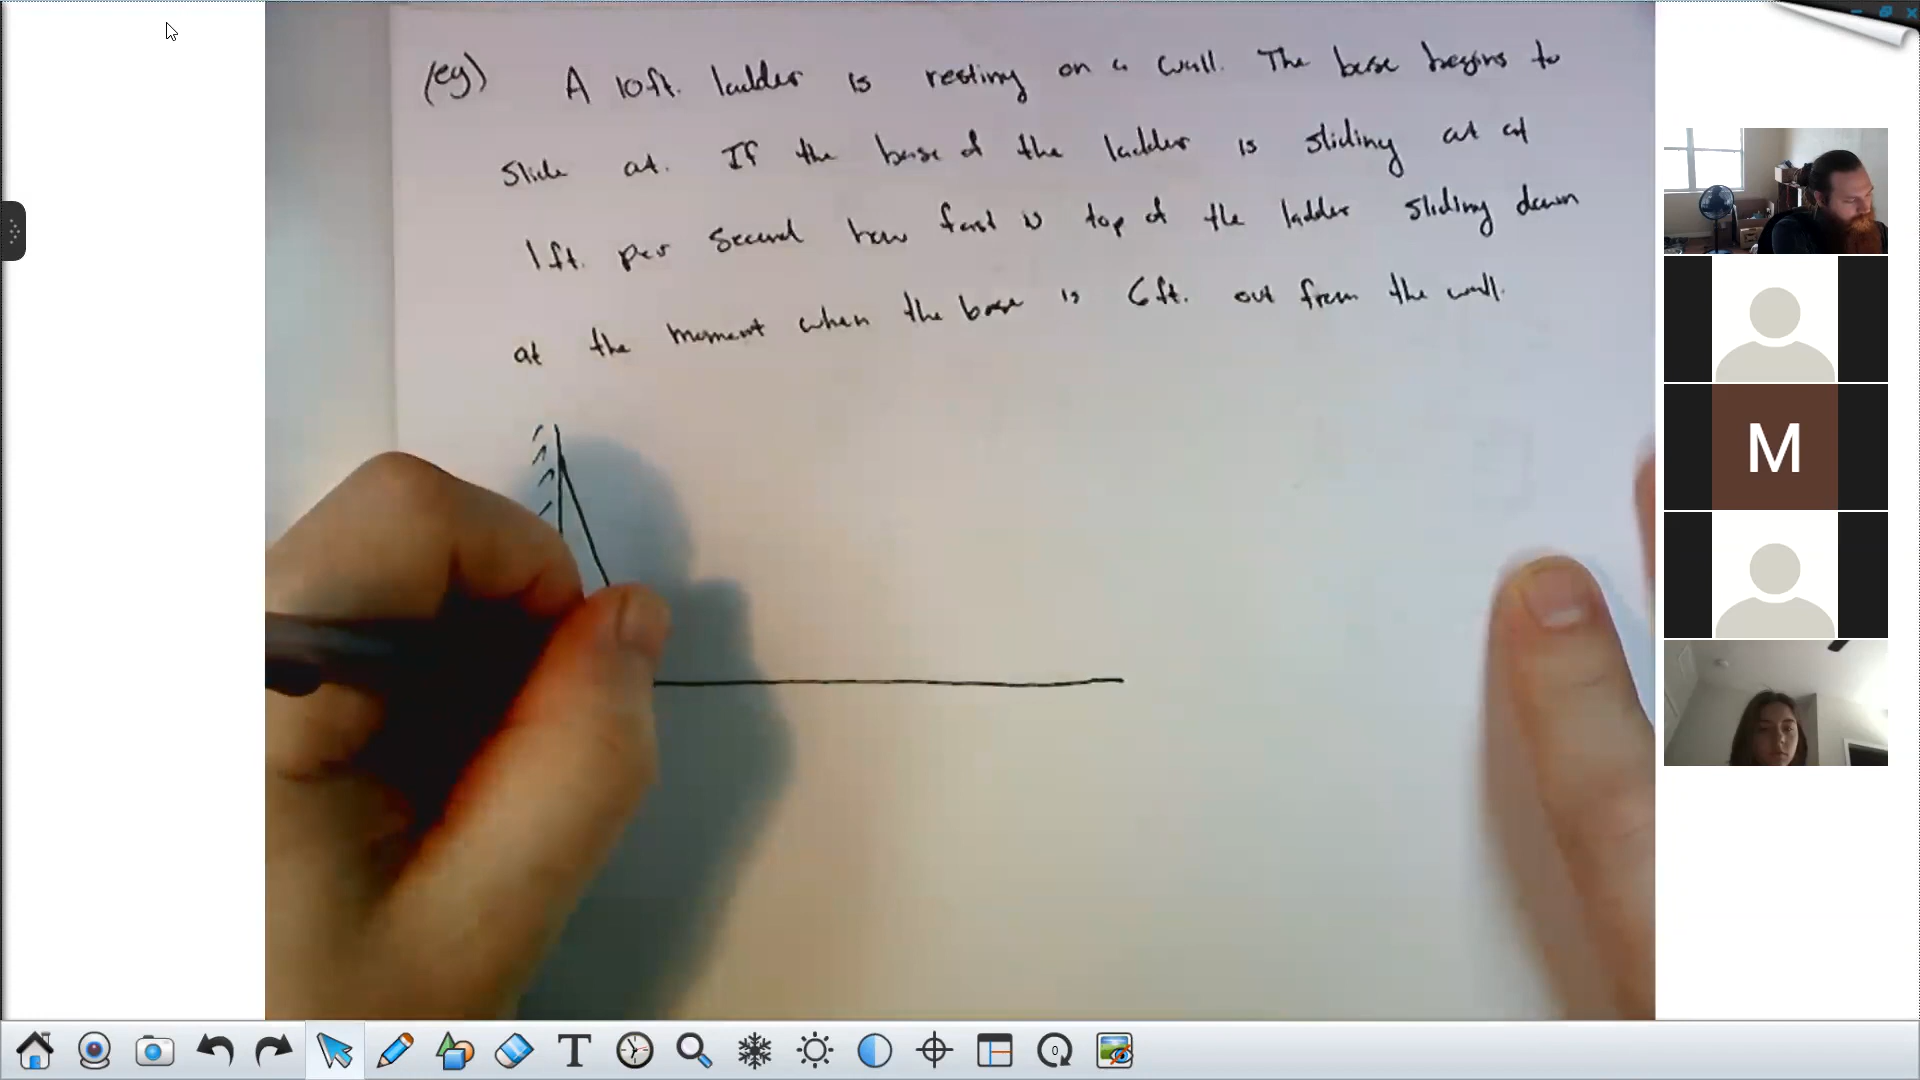 (eg) A 10ft. ladder is resting on a wall. The base begins to
slide out. If the base of the ladder is sliding out at
1ft. per second how fast is top of the ladder sliding down
at the moment when the base is 6ft. out from the wall.
M
T
0